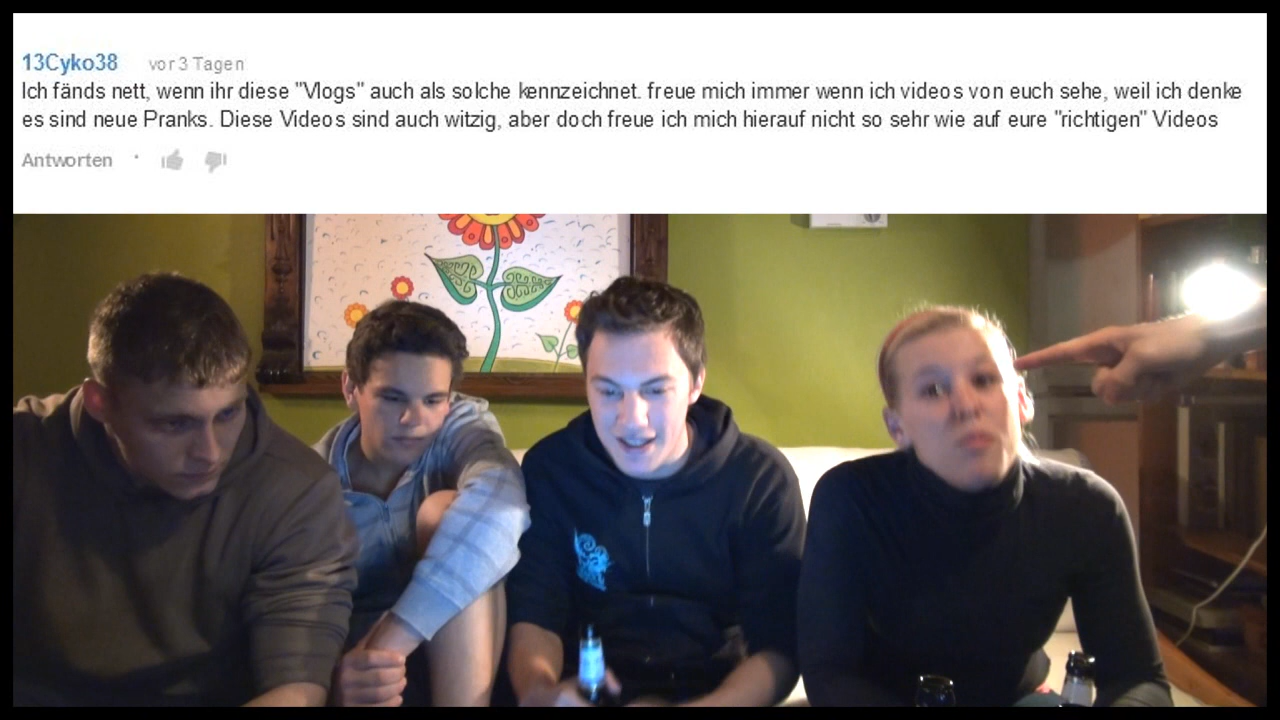 13Cyko38 vor 3 Tagen
Ich fänds nett, wenn ihr diese "Vlogs" auch als solche kennzeichnet. freue mich immer wenn ich videos von euch sehe, weil ich denke
es sind neue Pranks. Diese Videos sind auch witzig, aber doch freue ich mich hierauf nicht so sehr wie auf eure "richtigen" Videos
Antworten